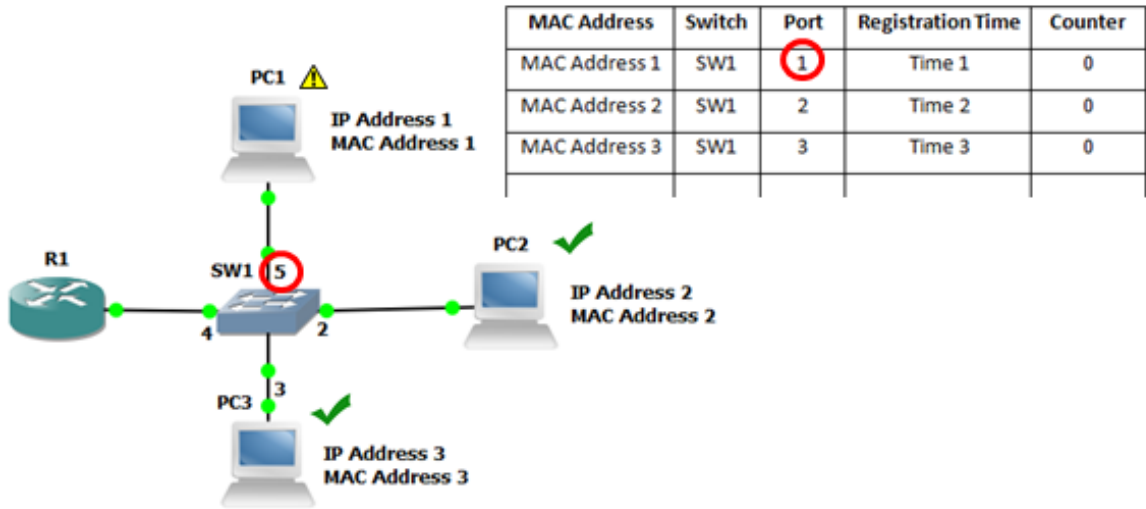 MAC Address Switch Port Registration Time Counter
MAC Address 1 SW1 1 Time 1 0
MAC Address 2 SW1 2 Time 2 0
MAC Address 3 SW1 3 Time 3 0
PC1
IP Address 1
MAC Address 1
R1
SW1 5
4
2
3
PC2
IP Address 2
MAC Address 2
PC3
IP Address 3
MAC Address 3